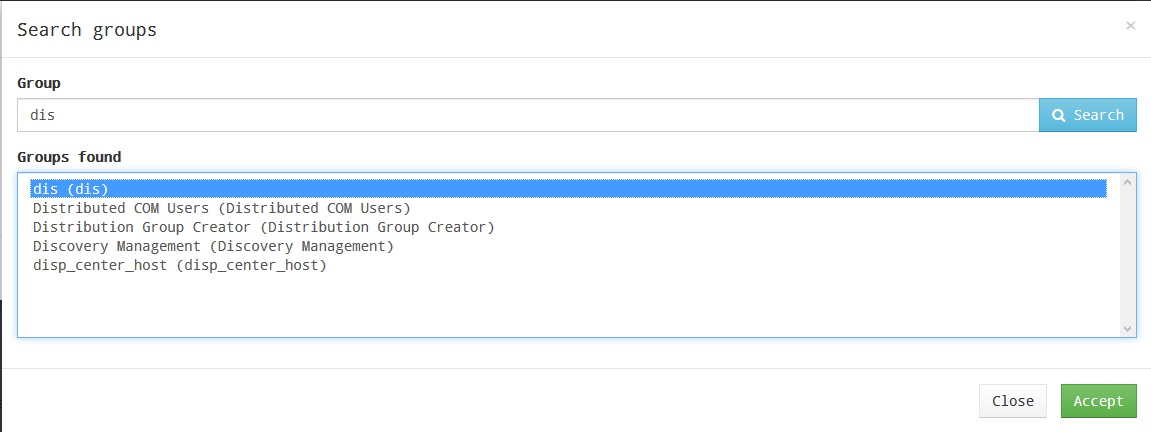 Search groups
×
Group
dis
Search
Groups found
dis (dis)
Distributed COM Users (Distributed COM Users)
Distribution Group Creator (Distribution Group Creator)
Discovery Management (Discovery Management)
disp_center_host (disp_center_host)
Close
Accept